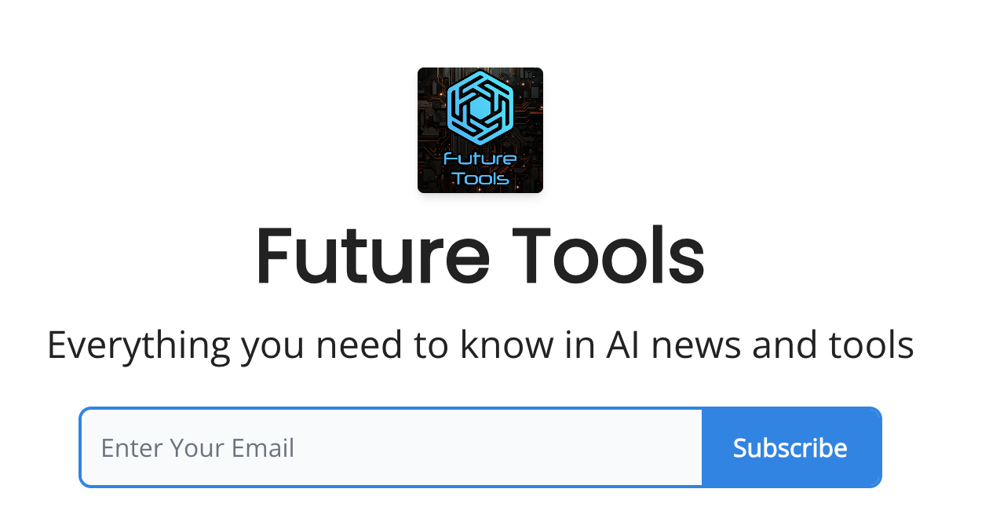 Future
Tools
Future Tools
Everything you need to know in AI news and tools
Enter Your Email
Subscribe